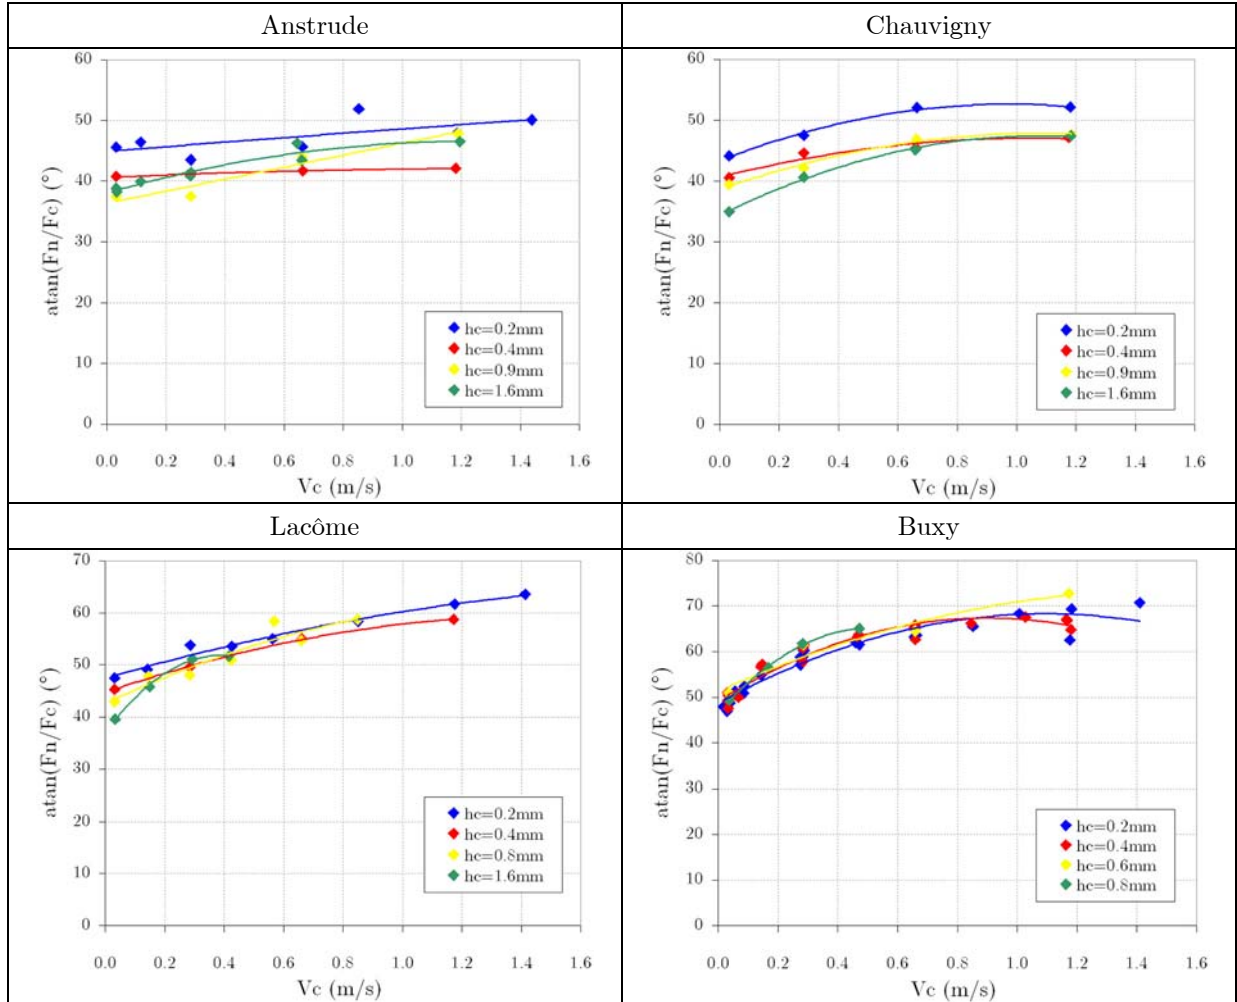 Anstrude
Chauvigny
60
50
40
30
20
10
0
atan(Fn/Fc) (°)
hc=0.2mm
hc=0.4mm
hc=0.9mm
hc=1.6mm
0.0 0.2 0.4 0.6 0.8 1.0 1.2 1.4 1.6
Vc (m/s)
60
50
40
30
20
10
0
atan(Fn/Fc) (°)
hc=0.2mm
hc=0.4mm
hc=0.9mm
hc=1.6mm
0.0 0.2 0.4 0.6 0.8 1.0 1.2 1.4 1.6
Vc (m/s)
Lacôme
Buxy
70
60
50
40
30
20
10
0
atan(Fn/Fc) (°)
hc=0.2mm
hc=0.4mm
hc=0.8mm
hc=1.6mm
0.0 0.2 0.4 0.6 0.8 1.0 1.2 1.4 1.6
Vc (m/s)
80
70
60
50
40
30
20
10
0
atan(Fn/Fc) (°)
hc=0.2mm
hc=0.4mm
hc=0.6mm
hc=0.8mm
0.0 0.2 0.4 0.6 0.8 1.0 1.2 1.4 1.6
Vc (m/s)